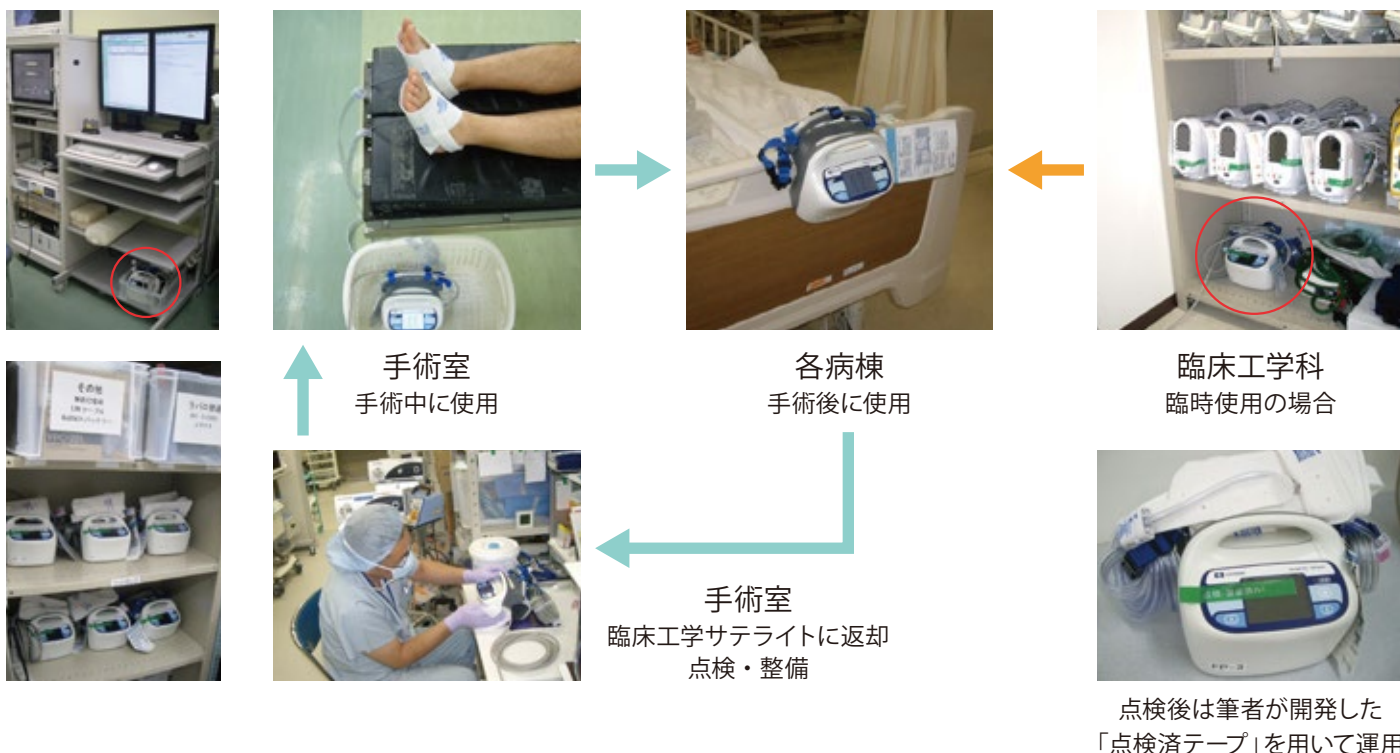 手術室
手術中に使用
各病棟
手術後に使用
臨床工学科
臨時使用の場合
その他
手術室
臨床工学サテライトに返却
点検・整備
点検後は筆者が開発した
「点検済テープ」を用いて運用